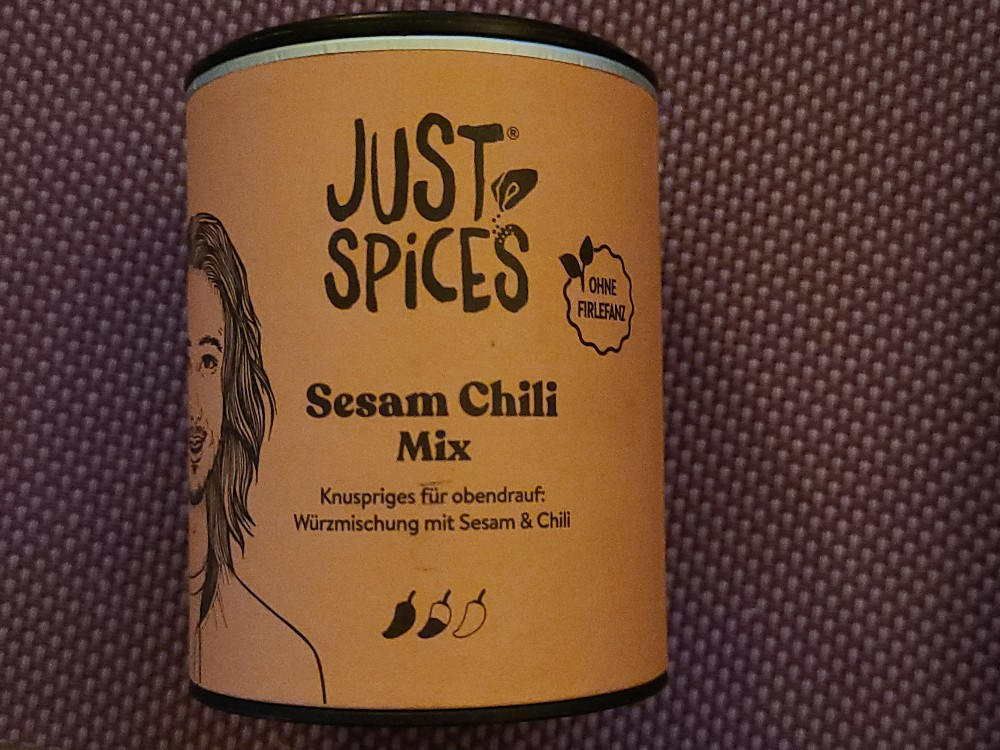 JUST®
SPiCES
OHNE
FIRLEFANZ
Sesam Chili
Mix
Knuspriges für obendrauf:
Würzmischung mit Sesam & Chili